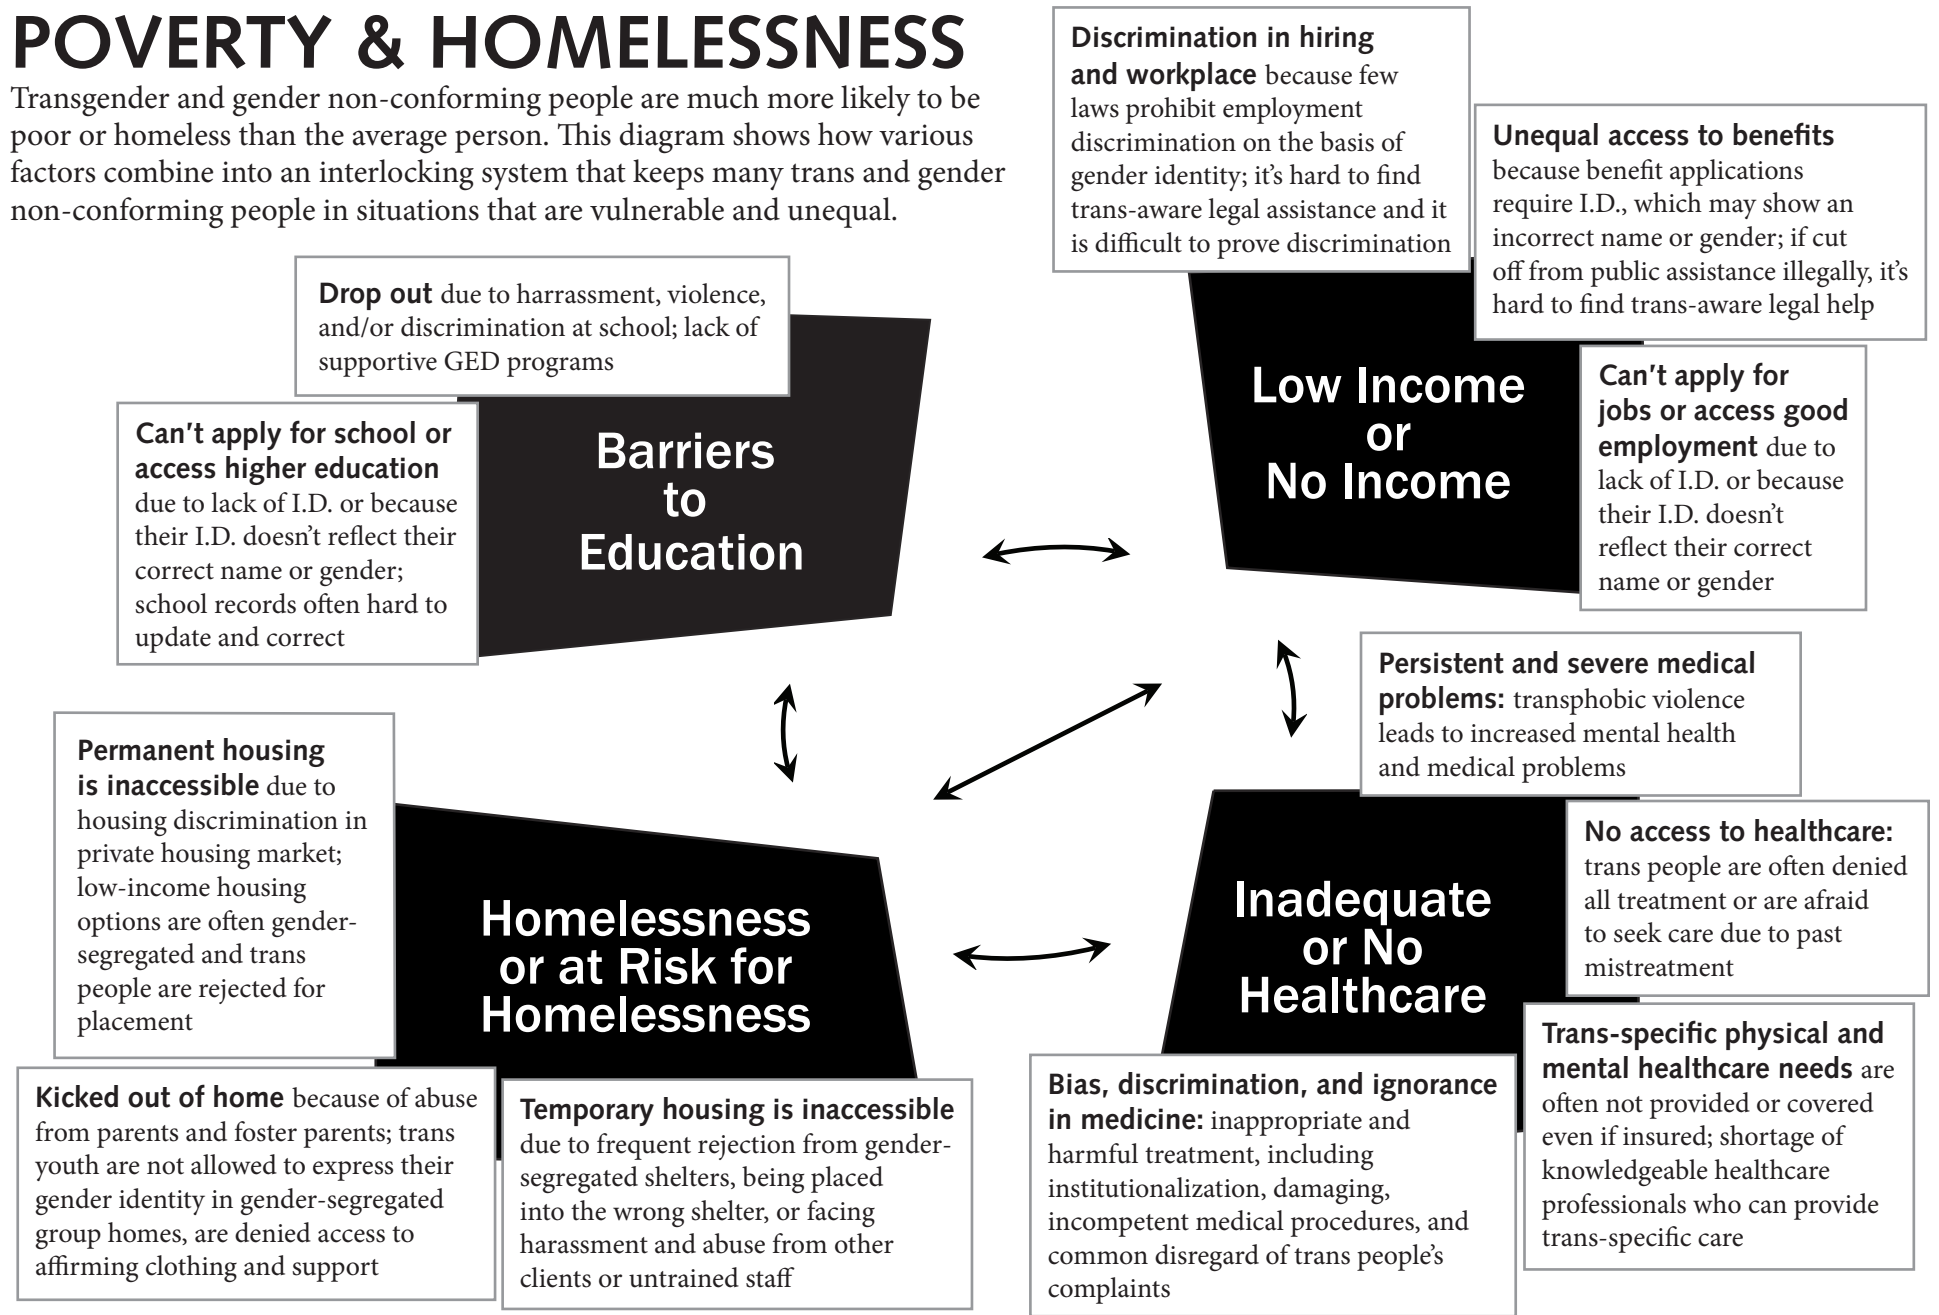 POVERTY & HOMELESSNESS
Transgender and gender non-conforming people are much more likely to be
poor or homeless than the average person. This diagram shows how various
factors combine into an interlocking system that keeps many trans and gender
non-conforming people in situations that are vulnerable and unequal.
Drop out due to harrassment, violence,
and/or discrimination at school; lack of
supportive GED programs
Can't apply for school or
access higher education
due to lack of I.D. or because
their I.D. doesn't reflect their
correct name or gender;
school records often hard to
update and correct
Barriers
to
Education
Discrimination in hiring
and workplace because few
laws prohibit employment
discrimination on the basis of
gender identity; it's hard to find
trans-aware legal assistance and it
is difficult to prove discrimination
Unequal access to benefits
because benefit applications
require I.D., which may show an
incorrect name or gender; if cut
off from public assistance illegally, it's
hard to find trans-aware legal help
Low Income
or
No Income
Can't apply for
jobs or access good
employment due to
lack of I.D. or because
their I.D. doesn't
reflect their correct
name or gender
Permanent housing
is inaccessible due to
housing discrimination in
private housing market;
low-income housing
options are often gender-
segregated and trans
people are rejected for
placement
Homelessness
or at Risk for
Homelessness
Kicked out of home because of abuse
from parents and foster parents; trans
youth are not allowed to express their
gender identity in gender-segregated
group homes, are denied access to
affirming clothing and support
Temporary housing is inaccessible
due to frequent rejection from gender-
segregated shelters, being placed
into the wrong shelter, or facing
harassment and abuse from other
clients or untrained staff
Persistent and severe medical
problems: transphobic violence
leads to increased mental health
and medical problems
Inadequate
or No
Healthcare
No access to healthcare:
trans people are often denied
all treatment or are afraid
to seek care due to past
mistreatment
Bias, discrimination, and ignorance
in medicine: inappropriate and
harmful treatment, including
institutionalization, damaging,
incompetent medical procedures, and
common disregard of trans people's
complaints
Trans-specific physical and
mental healthcare needs are
often not provided or covered
even if insured; shortage of
knowledgeable healthcare
professionals who can provide
trans-specific care